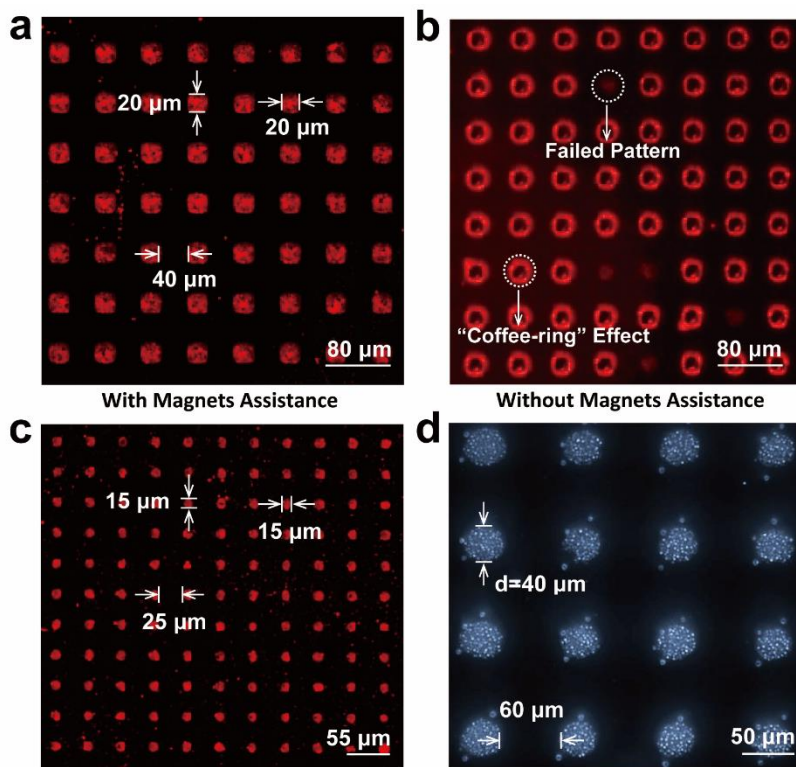 a
20 µm
20 µm
40 µm
80 µm
With Magnets Assistance
b
Failed Pattern
“Coffee-ring” Effect
80 µm
Without Magnets Assistance
c
15 µm
15 µm
25 µm
55 µm
d
d=40 µm
60 µm
50 µm